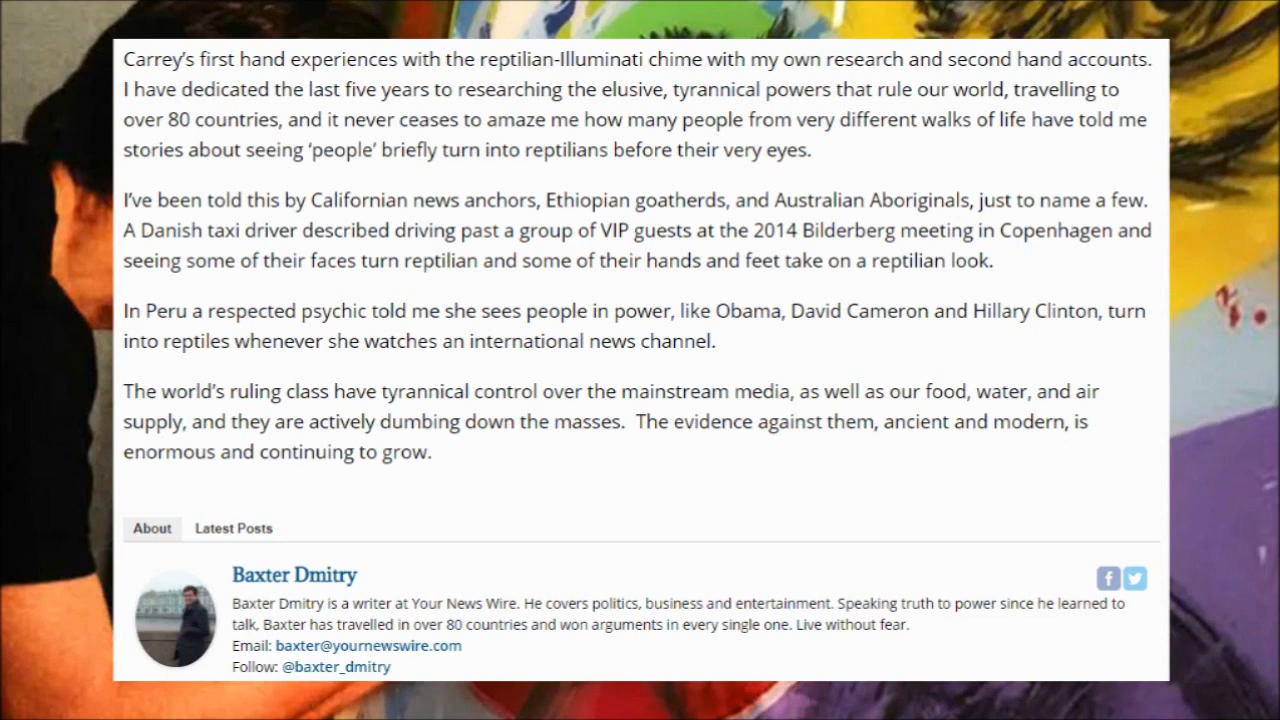 Carrey’s first hand experiences with the reptilian-Illuminati chime with my own research and second hand accounts.
I have dedicated the last five years to researching the elusive, tyrannical powers that rule our world, travelling to
over 80 countries, and it never ceases to amaze me how many people from very different walks of life have told me
stories about seeing ‘people’ briefly turn into reptilians before their very eyes.
I’ve been told this by Californian news anchors, Ethiopian goatherds, and Australian Aboriginals, just to name a few.
A Danish taxi driver described driving past a group of VIP guests at the 2014 Bilderberg meeting in Copenhagen and
seeing some of their faces turn reptilian and some of their hands and feet take on a reptilian look.
In Peru a respected psychic told me she sees people in power, like Obama, David Cameron and Hillary Clinton, turn
into reptiles whenever she watches an international news channel.
The world’s ruling class have tyrannical control over the mainstream media, as well as our food, water, and air
supply, and they are actively dumbing down the masses.  The evidence against them, ancient and modern, is
enormous and continuing to grow.
About Latest Posts
Baxter Dmitry
Baxter Dmitry is a writer at Your News Wire. He covers politics, business and entertainment. Speaking truth to power since he learned to
talk, Baxter has travelled in over 80 countries and won arguments in every single one. Live without fear.
Email: baxter@yournewswire.com
Follow: @baxter_dmitry